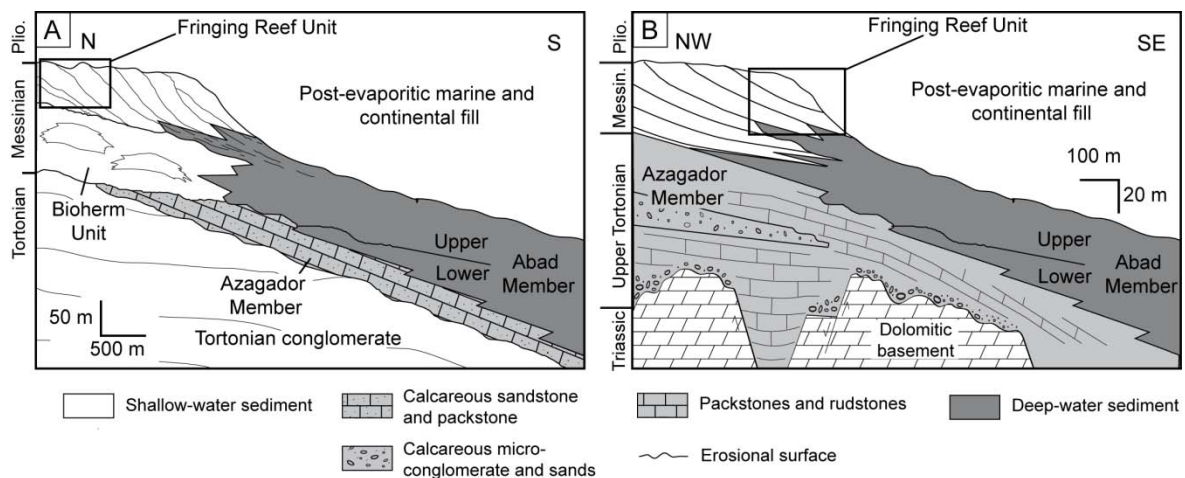 A
N
S
Fringing Reef Unit
Plio.
Messinian
Tortonian
Post-evaporitic marine and
continental fill
Bioherm
Unit
Azagador
Member
Tortonian conglomerate
Upper
Lower
Abad
Member
50 m
500 m
B
NW
SE
Fringing Reef Unit
Plio.
Messin.
Upper Tortonian
Triassic
Post-evaporitic marine and
continental fill
100 m
20 m
Azagador
Member
Upper
Lower
Abad
Member
Dolomitic
basement
Shallow-water sediment
Calcareous sandstone
and packstone
Calcareous micro-
conglomerate and sands
Packstones and rudstones
Erosional surface
Deep-water sediment